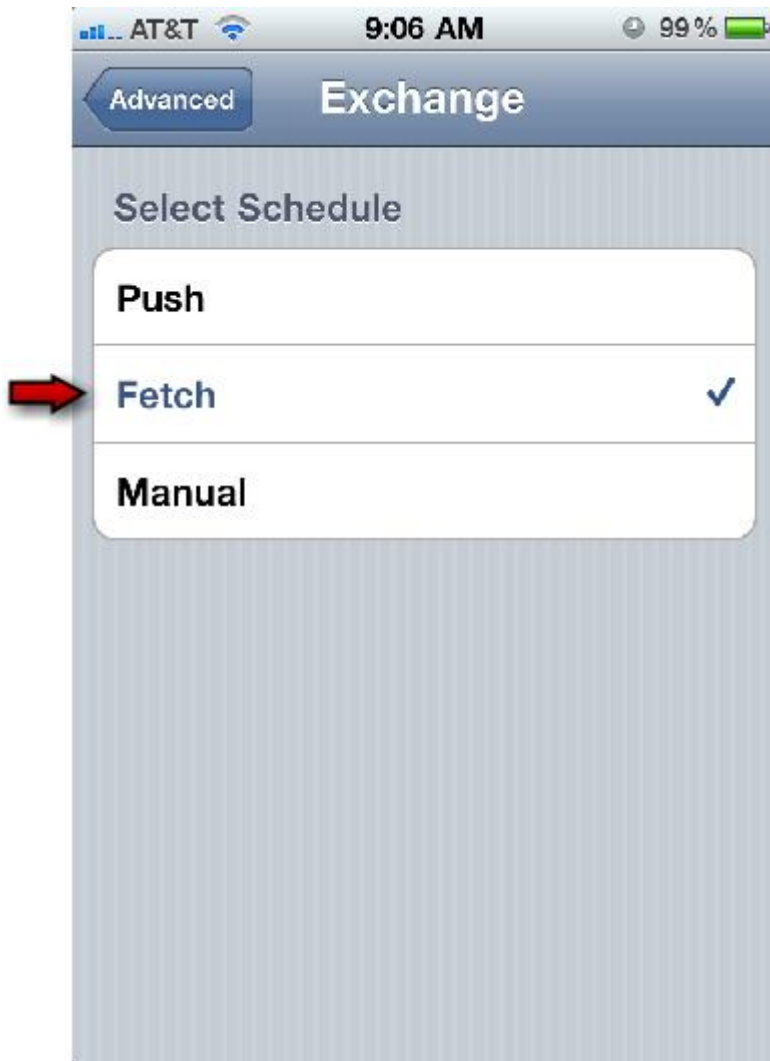 AT&T 9:06 AM 99%
Advanced Exchange
Select Schedule
Push
Fetch
Manual